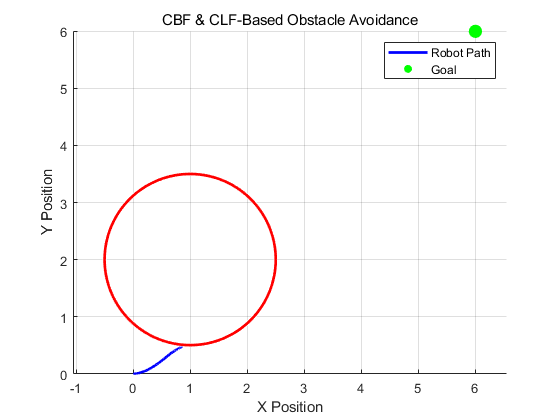 CBF & CLF-Based Obstacle Avoidance
Robot Path
Goal
Y Position
6
5
4
3
2
1
0
-1 0 1 2 3 4 5 6
X Position